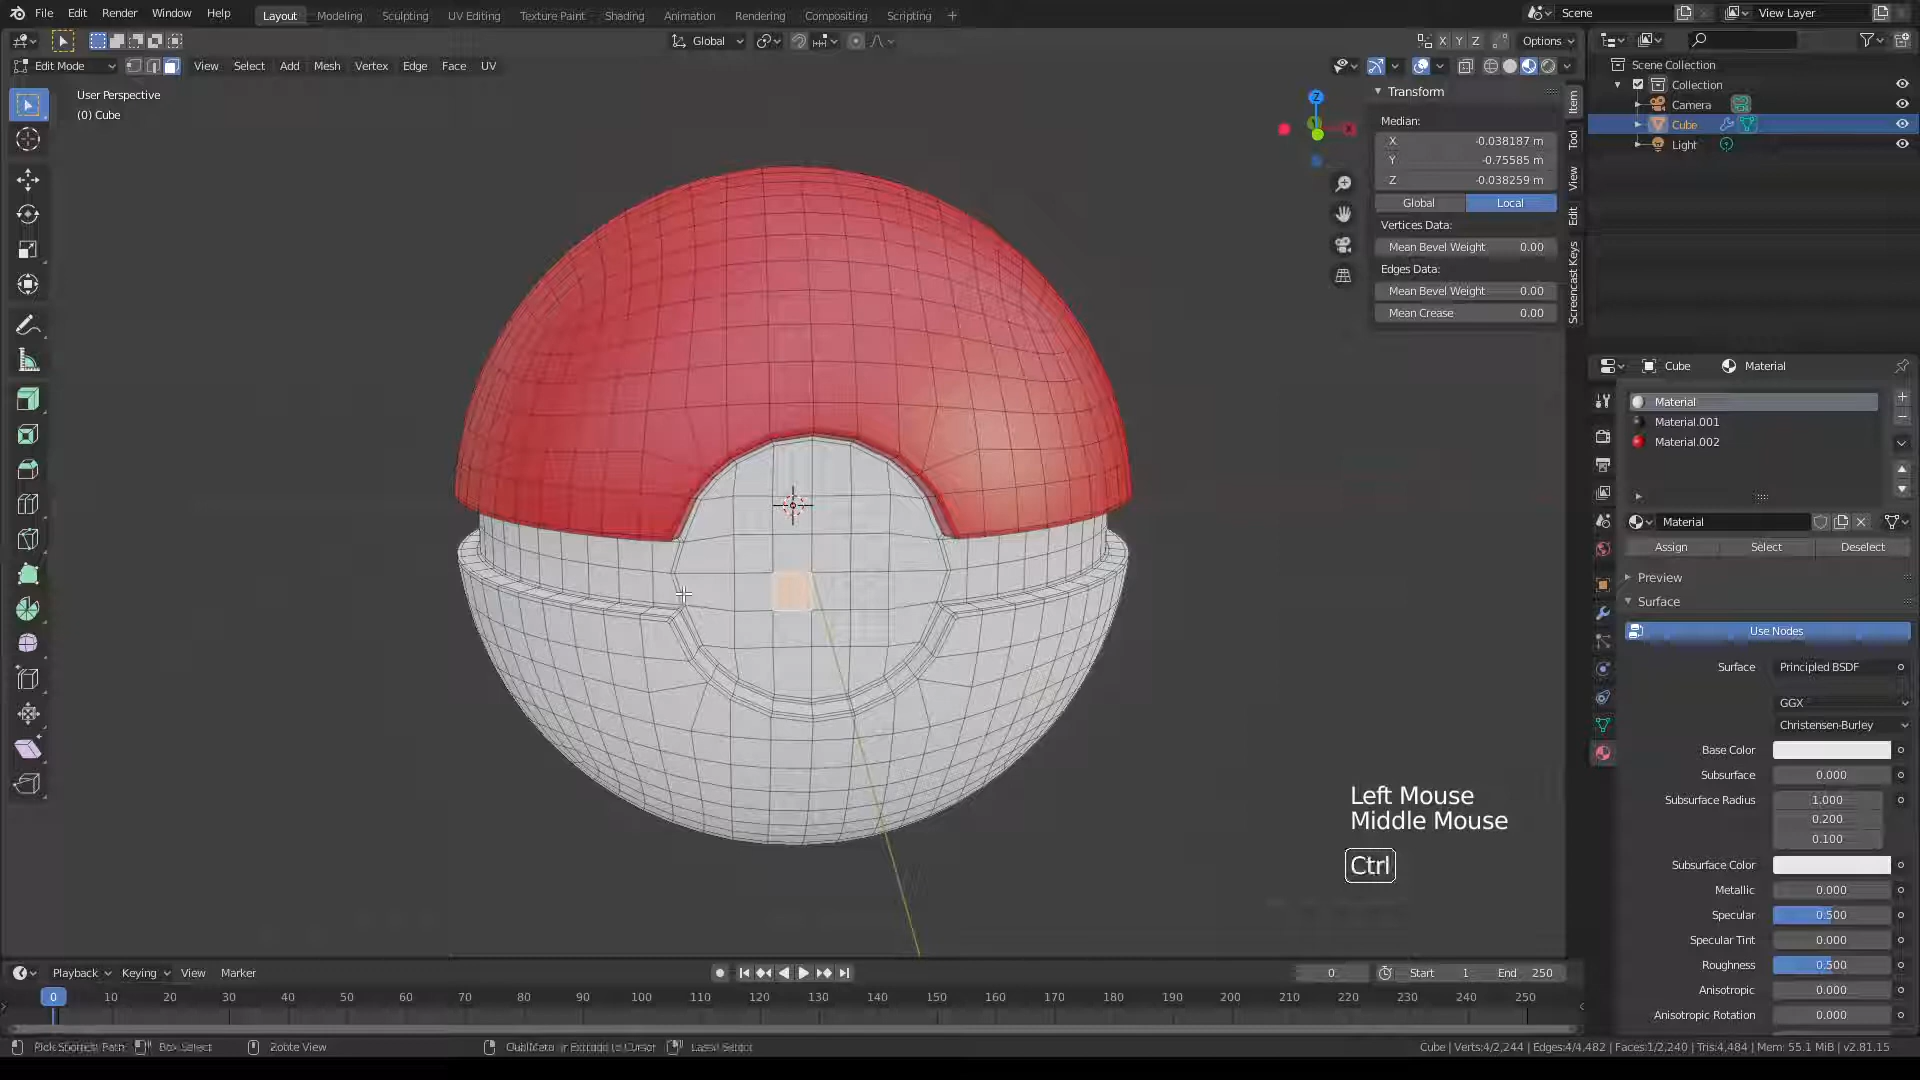 File Edit Render Window Help Layout Modeling Sculpting UV Editing Texture Paint Shading Animation Rendering Compositing Scripting + Scene View Layer
Global X Y Z Options
Edit Mode View Select Add Mesh Vertex Edge Face UV
User Perspective
(0) Cube
Z
Transform
Median:
X -0.038187 m
Y -0.75585 m
Z -0.038259 m
Global Local
Vertices Data:
Mean Bevel Weight 0.00
Edges Data:
Mean Bevel Weight 0.00
Mean Crease 0.00
Item
Tool
View
Edit
Screencast Keys
Scene Collection
Collection
Camera
Cube
Light
Cube Material
Material
Material.001
Material.002
Material
Assign Select Deselect
Preview
Surface
Use Nodes
Surface Principled BSDF
GGX
Christensen-Burley
Base Color
Subsurface 0.000
Subsurface Radius 1.000
0.200
0.100
Subsurface Color
Metallic 0.000
Specular 0.500
Specular Tint 0.000
Roughness 0.500
Anisotropic 0.000
Anisotropic Rotation 0.000
Left Mouse
Middle Mouse
Ctrl
Playback Keying View Marker 0 Start 1 End 250
0 10 20 30 40 50 60 70 80 90 100 110 120 130 140 150 160 170 180 190 200 210 220 230 240 250
Box Select View to Cursor
Cube | Verts:4/2,244 | Edges:4/4,482 | Faces:1/2,240 | Tris:4,484 | Mem: 55.1 MiB | v2.81.15